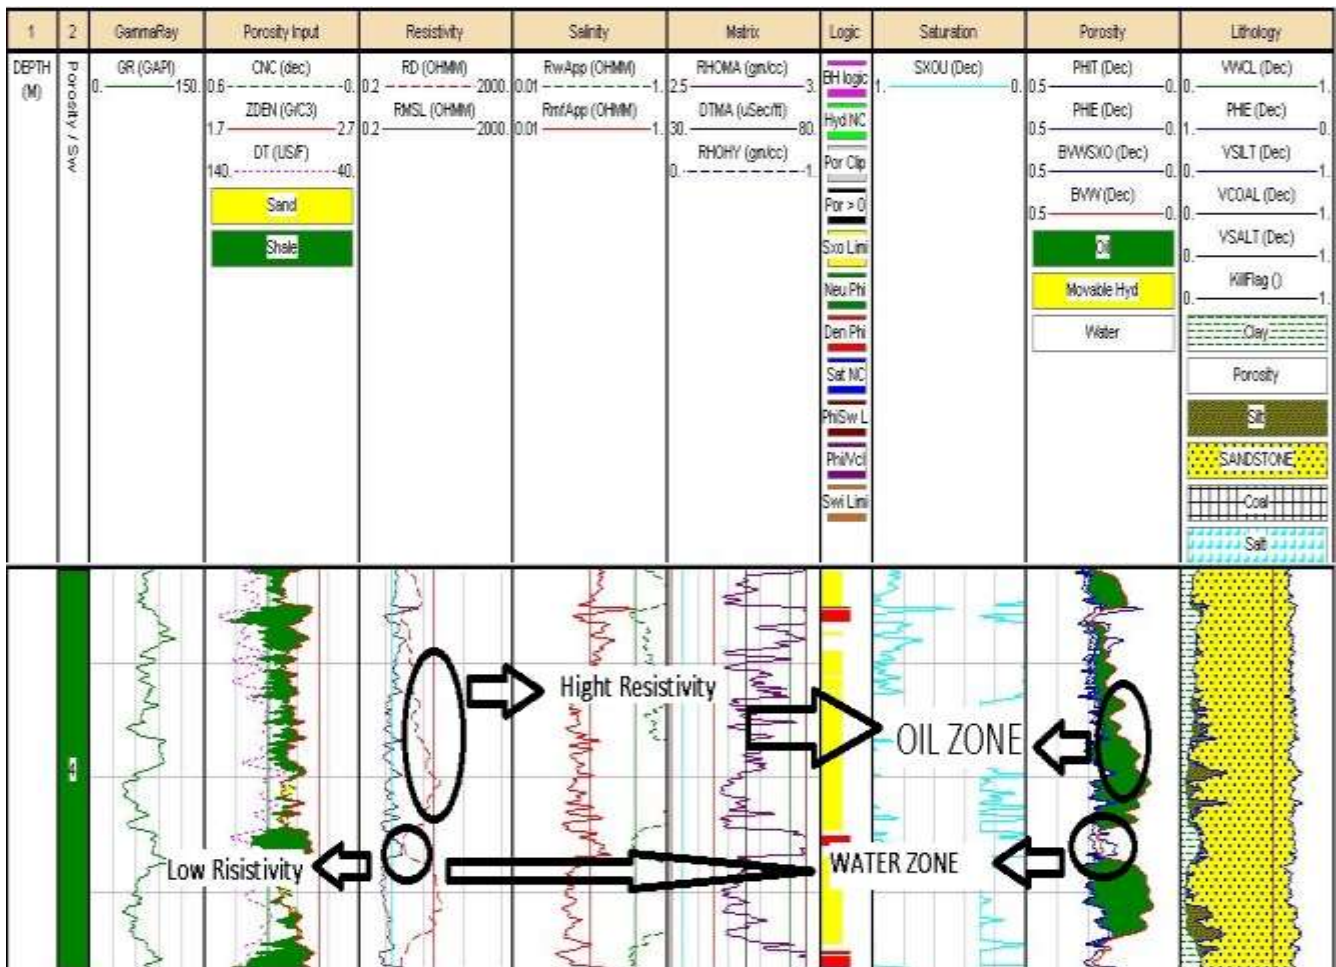 1 2 GammaRay Porosity Input Resistivity Salinity Matrix Logic Saturation Porosity Lithology
DEPTH
(M)
Porosity / Sw
GR (GAPI)
0. 150.
CNC (dec)
0.6 -0.
ZDEN (G/C3)
1.7 2.7
DT (US/F)
140. 40.
Sand
Shale
RD (OHMM)
0.2 2000.
RMSL (OHMM)
0.2 2000.
RwApp (OHMM)
0.01 1.
RmfApp (OHMM)
0.01 1.
RHOMA (gm/cc)
2.5 3.
DTMA (uSec/ft)
30. 80.
RHOHY (gm/cc)
0. 1.
BH logic
Hyd NC
Por Clip
Por > 0
Sxo Limi
Neu Phi
Den Phi
Sat NC
PhiSw L
Phi/Vcl
Swi Limi
SXOU (Dec)
1. 0.
PHIT (Dec)
0.5 0.
PHIE (Dec)
0.5 0.
BVWSXO (Dec)
0.5 0.
BVW (Dec)
0.5 0.
Oil
Movable Hyd
Water
VWCL (Dec)
0. 1.
PHIE (Dec)
1. 0.
VSILT (Dec)
0. 1.
VCOAL (Dec)
0. 1.
VSALT (Dec)
0. 1.
KillFlag ()
0. 1.
Clay
Porosity
Silt
SANDSTONE
Coal
Salt
Hight Resistivity
OIL ZONE
Low Risistivity
WATER ZONE